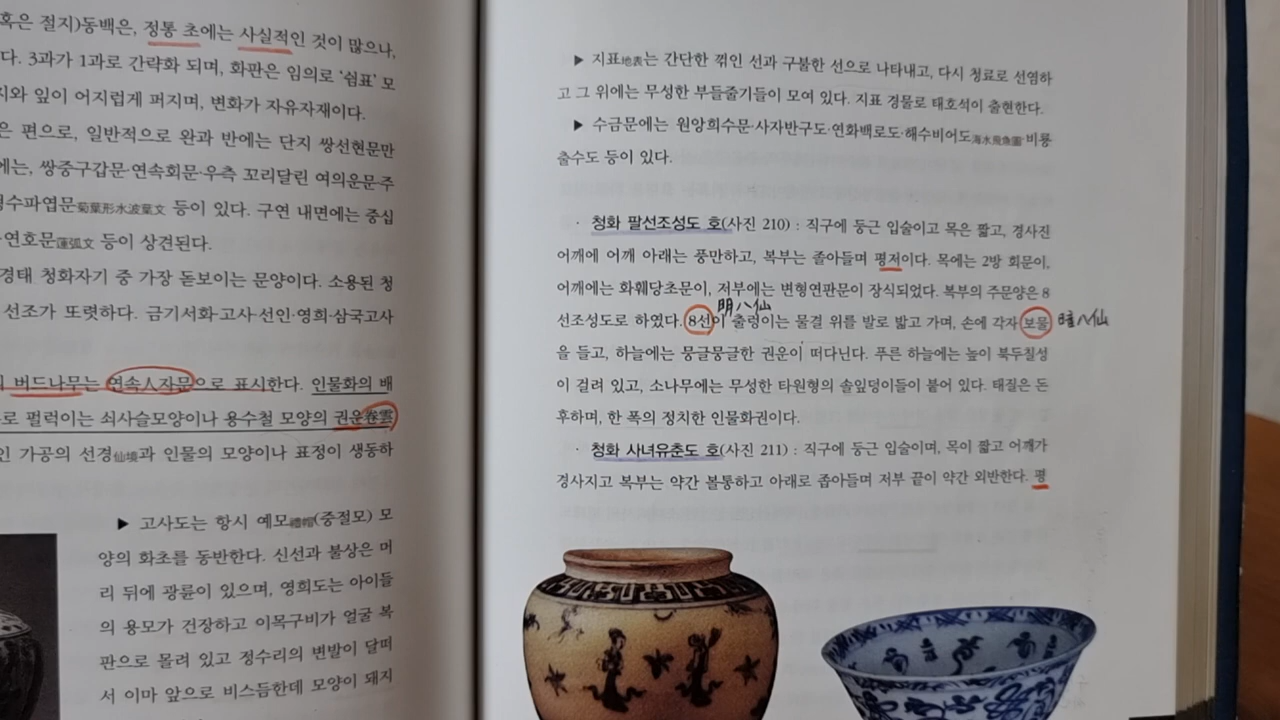 혹은 절지)동백은, 정통 초에는 사실적인 것이 많으나,
다. 3과가 1과로 간략화 되며, 화판은 임의로 '쉼표' 모
지와 잎이 어지럽게 퍼지며, 변화가 자유자재이다.
은 편으로, 일반적으로 완과 반에는 단지 쌍선현문만
에는, 쌍중구갑문·연속회문·우측 꼬리달린 여의운문·주
형수파엽문菊葉形水波葉文 등이 있다. 구연 내면에는 중십
·연호문蓮弧文 등이 상견된다.
경태 청화자기 중 가장 돋보이는 문양이다. 소용된 청
선조가 또렷하다. 금기서화·고사·선인·영희·삼국고사
버드나무는 연속人자문으로 표시한다. 인물화의 배
로 펄럭이는 쇠사슬모양이나 용수철 모양의 권운卷雲
인 가공의 선경仙境과 인물의 모양이나 표정이 생동하
▶ 고사도는 항시 예모禮帽(중절모) 모
양의 화초를 동반한다. 신선과 불상은 머
리 뒤에 광륜이 있으며, 영희도는 아이들
의 용모가 건장하고 이목구비가 얼굴 복
판으로 몰려 있고 정수리의 변발이 달떠
서 이마 앞으로 비스듬한데 모양이 돼지
▶ 지표地表는 간단한 꺾인 선과 구불한 선으로 나타내고, 다시 청료로 선염하
고 그 위에는 무성한 부들줄기들이 모여 있다. 지표 경물로 태호석이 출현한다.
▶ 수금문에는 원앙희수문·사자반구도·연화백로도·해수비어도海水飛魚圖·비룡
출수도 등이 있다.
· 청화 팔선조성도 호(사진 210) : 직구에 둥근 입술이고 목은 짧고, 경사진
어깨에 어깨 아래는 풍만하고, 복부는 졸아들며 평저이다. 목에는 2방 회문이,
어깨에는 화훼당초문이, 저부에는 변형연판문이 장식되었다. 복부의 주문양은 8
明八仙
선조성도로 하였다. 8선이 출렁이는 물결 위를 발로 밟고 가며, 손에 각자 보물 暗八仙
을 들고, 하늘에는 뭉글뭉글한 권운이 떠다닌다. 푸른 하늘에는 높이 북두칠성
이 걸려 있고, 소나무에는 무성한 타원형의 솔잎덩이들이 붙어 있다. 태질은 돈
후하며, 한 폭의 정치한 인물화권이다.
· 청화 사녀유춘도 호(사진 211) : 직구에 둥근 입술이며, 목이 짧고 어깨가
경사지고 복부는 약간 볼통하고 아래로 좁아들며 저부 끝이 약간 외반한다. 평